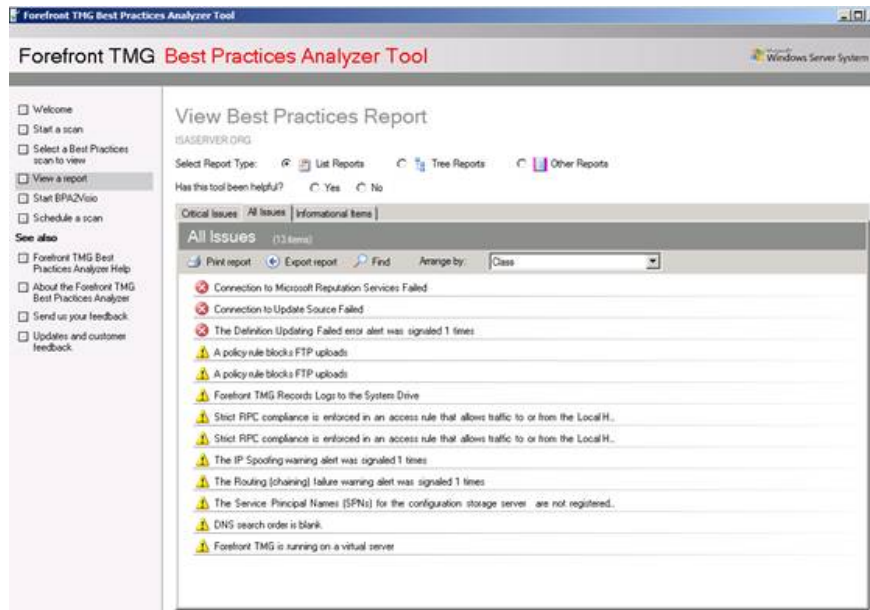 Forefront TMG Best Practices Analyzer Tool
Forefront TMG Best Practices Analyzer Tool
Windows Server System
Welcome
Start a scan
Select a Best Practices
scan to view
View a report
Start BPA2Visio
Schedule a scan
See also
Forefront TMG Best
Practices Analyzer Help
About the Forefront TMG
Best Practices Analyzer
Send us your feedback
Updates and customer
feedback
View Best Practices Report
ISASERVER.ORG
Select Report Type: List Reports Tree Reports Other Reports
Has this tool been helpful? Yes No
Critical Issues All Issues Informational Items
All Issues (13 items)
Print report Export report Find Arrange by: Class
Connection to Microsoft Reputation Services Failed
Connection to Update Source Failed
The Definition Updating Failed error alert was signaled 1 times
A policy rule blocks FTP uploads
A policy rule blocks FTP uploads
Forefront TMG Records Logs to the System Drive
Strict RPC compliance is enforced in an access rule that allows traffic to or from the Local H..
Strict RPC compliance is enforced in an access rule that allows traffic to or from the Local H..
The IP Spoofing warning alert was signaled 1 times
The Routing (chaining) failure warning alert was signaled 1 times
The Service Principal Names (SPNs) for the configuration storage server are not registered..
DNS search order is blank.
Forefront TMG is running on a virtual server